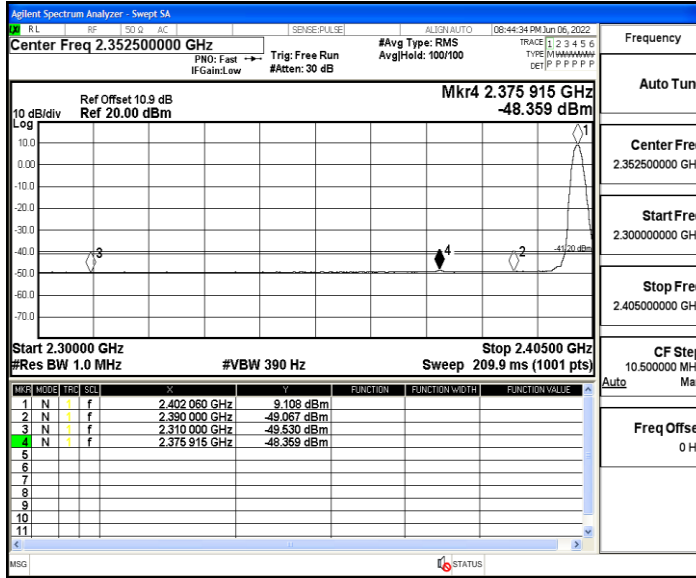 Agilent Spectrum Analyzer - Swept SA
RL RF 50 Ω AC SENSE:PULSE ALIGN AUTO 08:44:34 PM Jun 06, 2022
Center Freq 2.352500000 GHz #Avg Type: RMS TRACE 1 2 3 4 5 6
PNO: Fast Trig: Free Run Avg|Hold: 100/100 TYPE M
IFGain:Low #Atten: 30 dB DET P P P P P P
Mkr4 2.375 915 GHz
-48.359 dBm
Ref Offset 10.9 dB
10 dB/div Ref 20.00 dBm
Log
10.0
0.00
-10.0
-20.0
-30.0
-40.0
-50.0
-60.0
-70.0
1
2
3
4
-41.20 dBm
Start 2.30000 GHz Stop 2.40500 GHz
#Res BW 1.0 MHz #VBW 390 Hz Sweep 209.9 ms (1001 pts)
MKR MODE TRC SCL X Y FUNCTION FUNCTION WIDTH FUNCTION VALUE
1 N 1 f 2.402 060 GHz 9.108 dBm
2 N 1 f 2.390 000 GHz -49.067 dBm
3 N 1 f 2.310 000 GHz -49.530 dBm
4 N 1 f 2.375 915 GHz -48.359 dBm
5
6
7
8
9
10
11
MSG STATUS
Frequency
Auto Tun
Center Fre
2.352500000 GH
Start Fre
2.300000000 GH
Stop Fre
2.405000000 GH
CF Ste
10.500000 MH
Auto Ma
Freq Offse
0 H